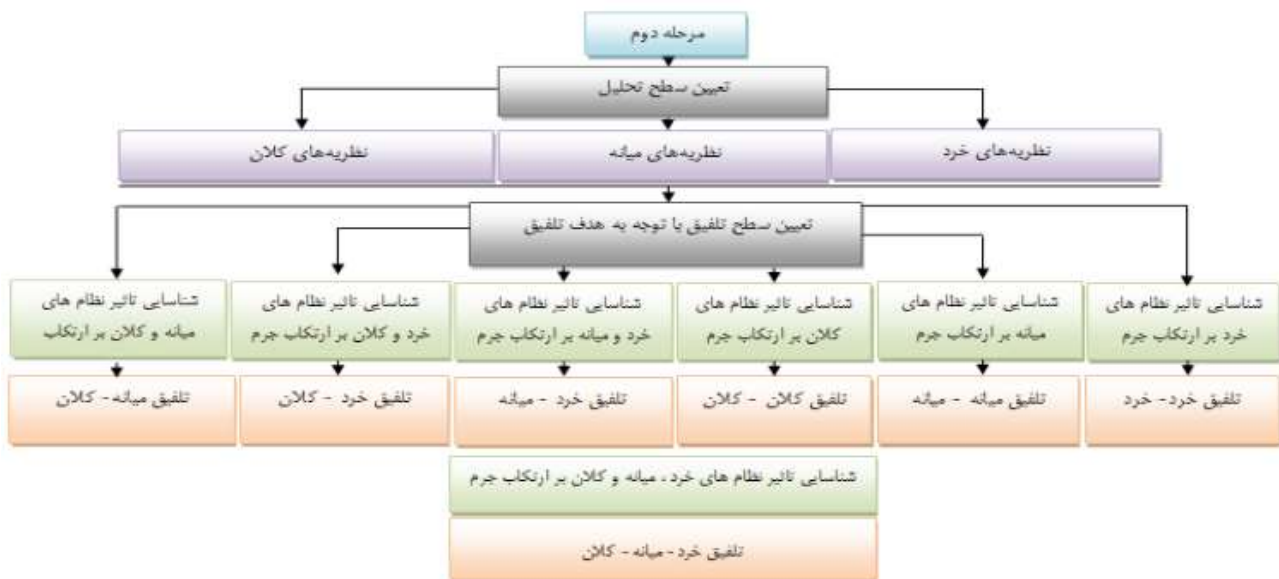 مرحله دوم
تعیین سطح تحلیل
نظریه‌های خرد
نظریه‌های میانه
نظریه‌های کلان
تعیین سطح تلفیق با توجه به هدف تلفیق
شناسایی تاثیر نظام های
خرد بر ارتکاب جرم
شناسایی تاثیر نظام های
میانه بر ارتکاب جرم
شناسایی تاثیر نظام های
کلان بر ارتکاب جرم
شناسایی تاثیر نظام های
خرد و میانه بر ارتکاب جرم
شناسایی تاثیر نظام های
خرد و کلان بر ارتکاب جرم
شناسایی تاثیر نظام های
میانه و کلان بر ارتکاب
تلفیق خرد- خرد
تلفیق میانه - میانه
تلفیق کلان - کلان
تلفیق خرد - میانه
تلفیق خرد - کلان
تلفیق میانه- کلان
شناسایی تاثیر نظام های خرد، میانه و کلان بر ارتکاب جرم
تلفیق خرد- میانه- کلان